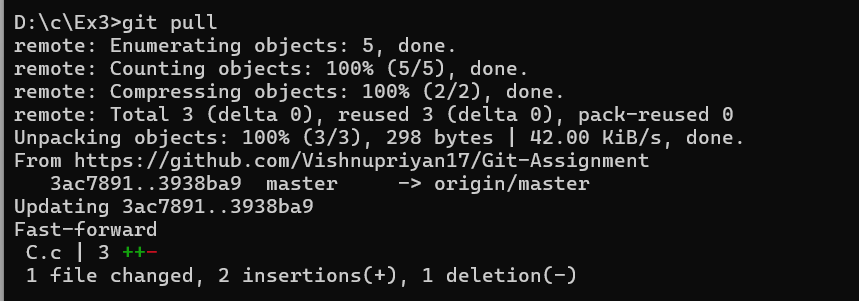 D:\c\Ex3>git pull
remote: Enumerating objects: 5, done.
remote: Counting objects: 100% (5/5), done.
remote: Compressing objects: 100% (2/2), done.
remote: Total 3 (delta 0), reused 3 (delta 0), pack-reused 0
Unpacking objects: 100% (3/3), 298 bytes | 42.00 KiB/s, done.
From https://github.com/Vishnupriyan17/Git-Assignment
   3ac7891..3938ba9  master     -> origin/master
Updating 3ac7891..3938ba9
Fast-forward
 C.c | 3 ++-
 1 file changed, 2 insertions(+), 1 deletion(-)